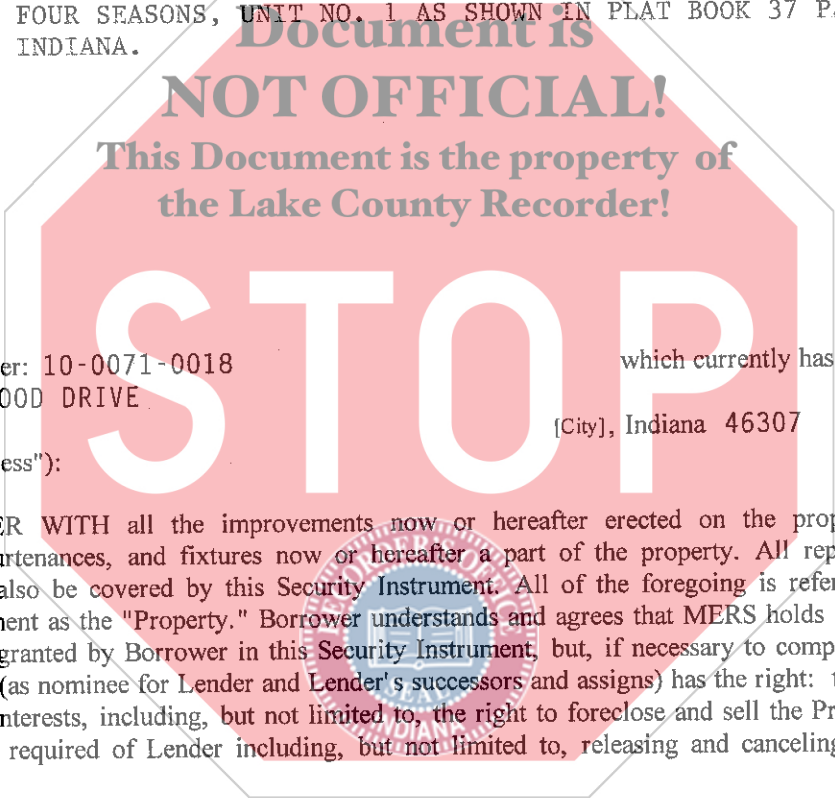 FOUR SEASONS, UNIT NO. 1 AS SHOWN IN PLAT BOOK 37
INDIANA.
Document is
NOT OFFICIAL!
This Document is the property of
the Lake County Recorder!
STOP
er: 10-0071-0018 which currently has
OOD DRIVE
[City], Indiana 46307
ess"):
ER WITH all the improvements now or hereafter erected on the prop
urtenances, and fixtures now or hereafter a part of the property. All rep
also be covered by this Security Instrument. All of the foregoing is refer
nent as the "Property." Borrower understands and agrees that MERS holds
granted by Borrower in this Security Instrument, but, if necessary to comp
(as nominee for Lender and Lender's successors and assigns) has the right:
nterests, including, but not limited to, the right to foreclose and sell the Pr
required of Lender including, but not limited to, releasing and canceling
RECORDER'S OFFICE
SEAL
INDIANA